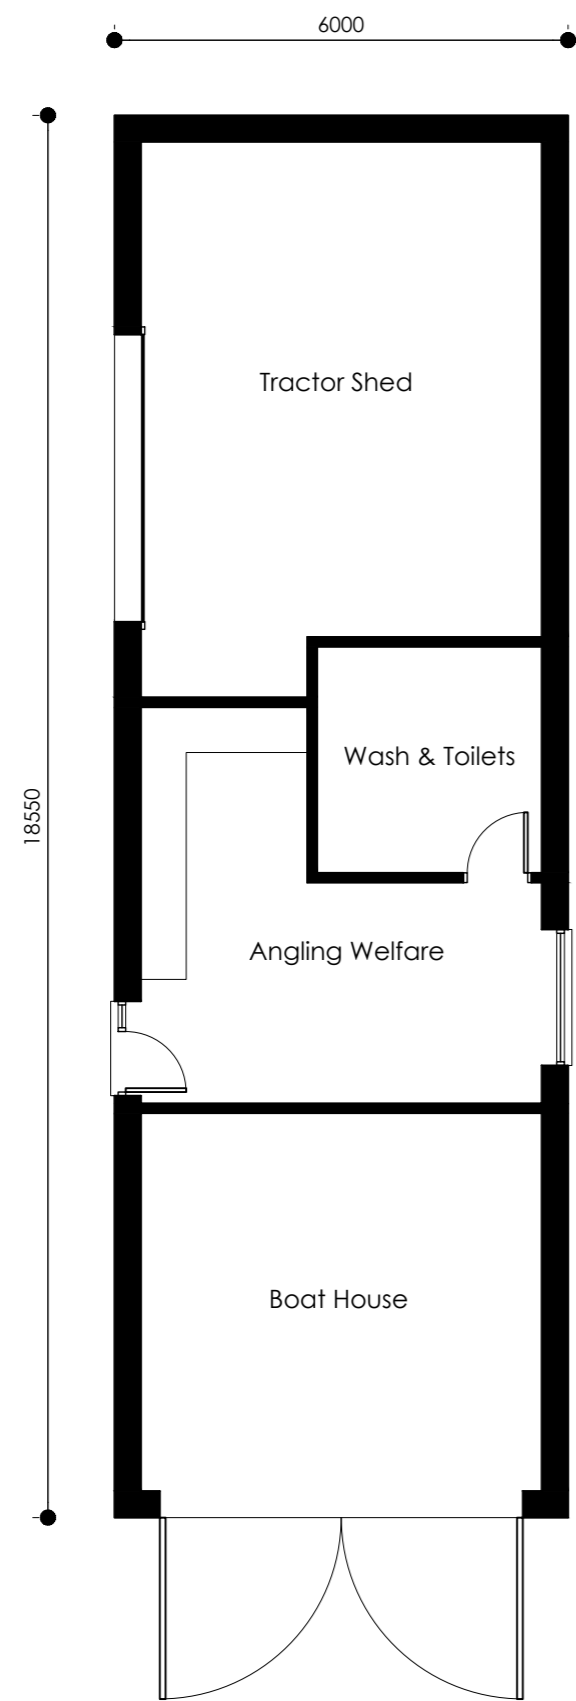 6000
Tractor Shed
Wash & Toilets
18550
Angling Welfare
Boat House